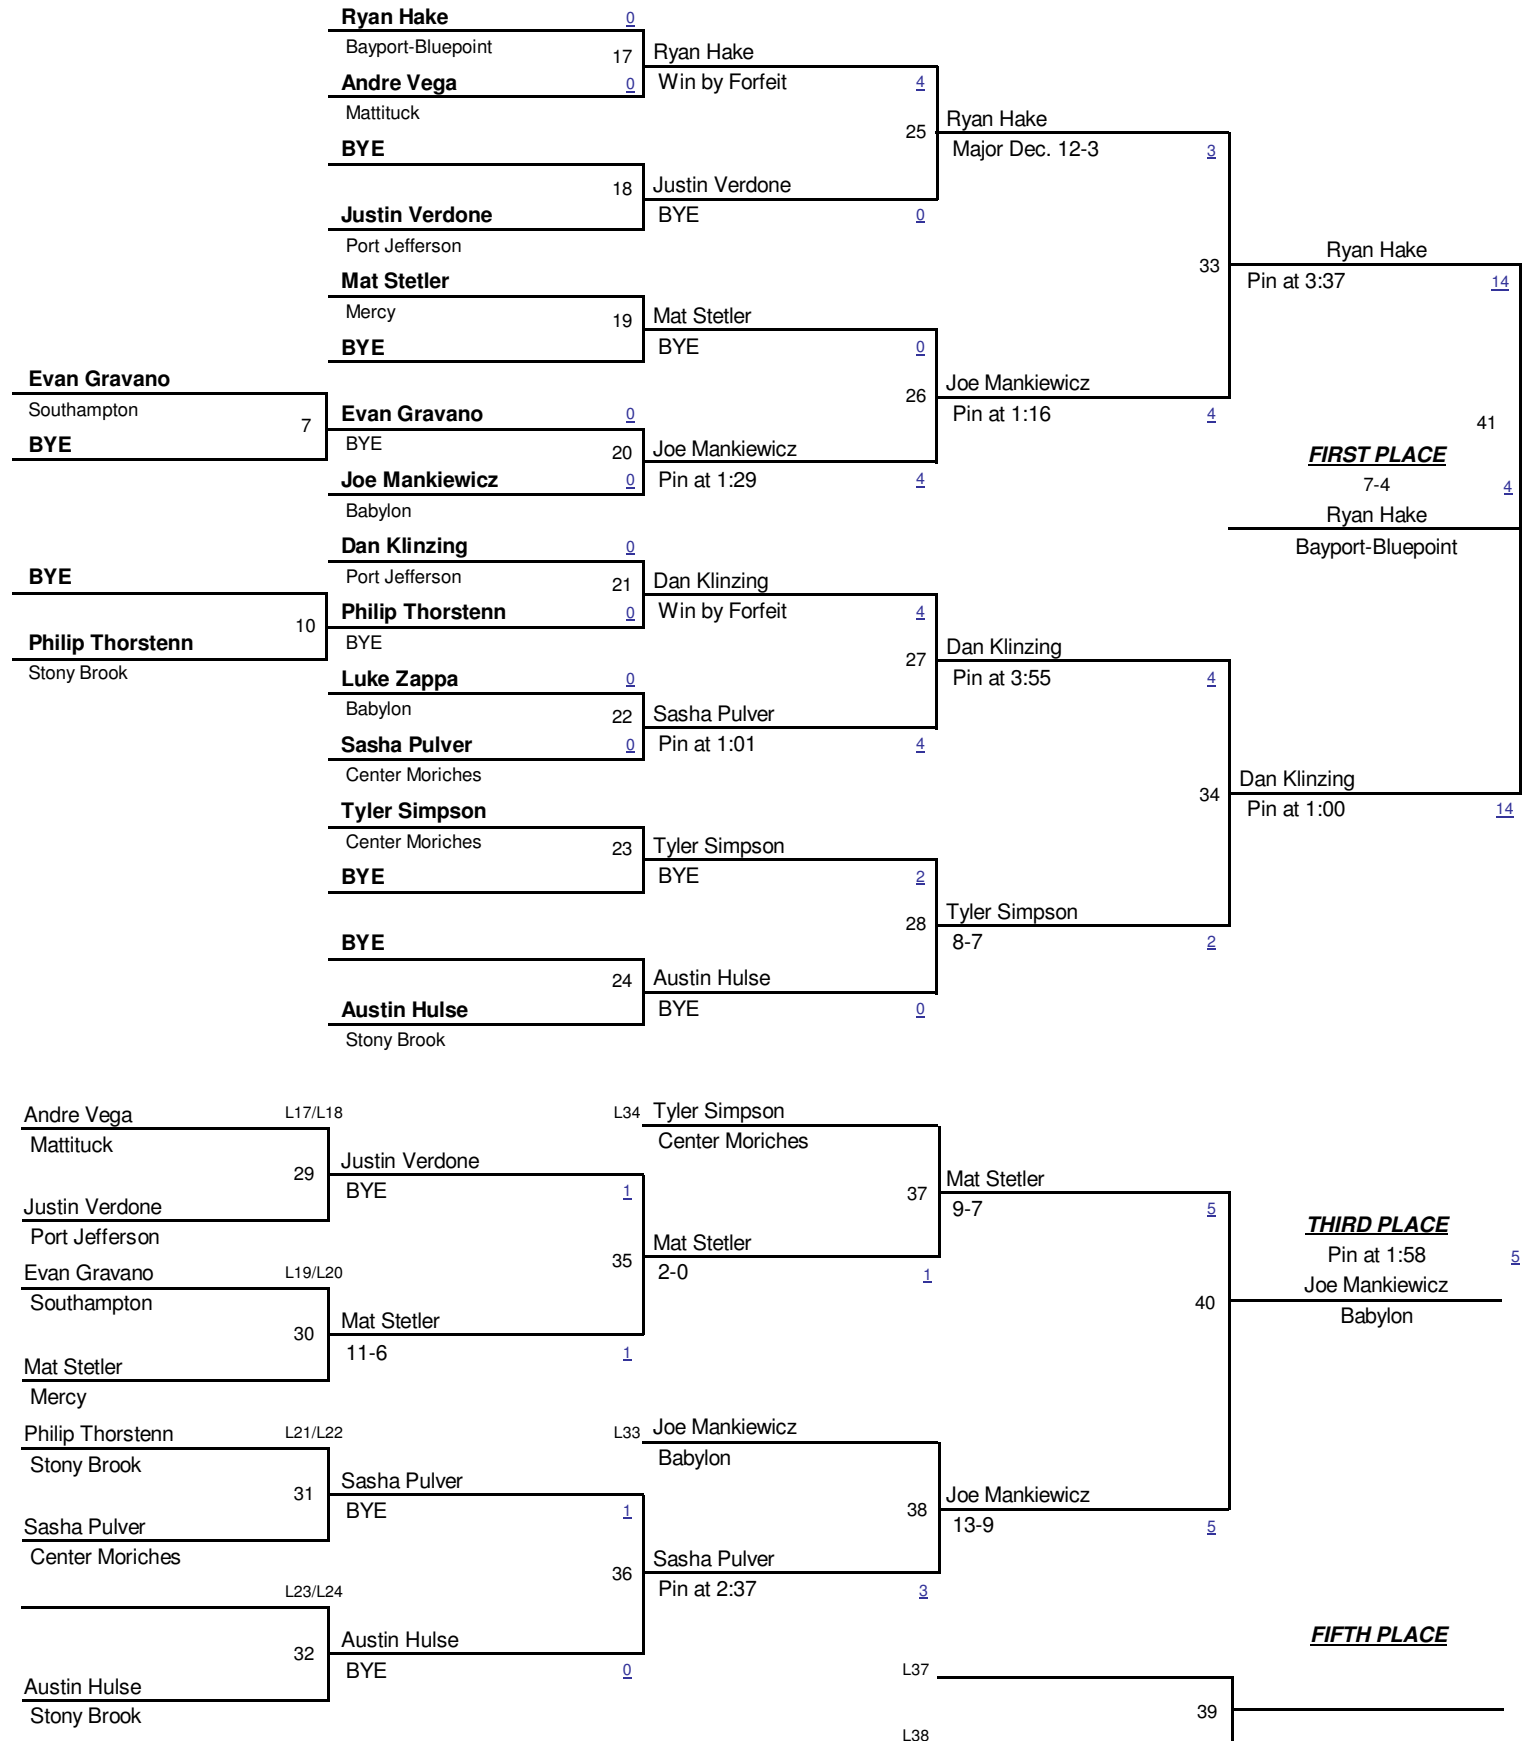 Ryan Hake 0
Bayport-Bluepoint
17
Andre Vega 0
Mattituck
Ryan Hake
Win by Forfeit 4
BYE
18
Justin Verdone
Port Jefferson
Justin Verdone
BYE 0
25
Ryan Hake
Major Dec. 12-3 3
Mat Stetler
Mercy
19
BYE
Mat Stetler
BYE 0
Evan Gravano
Southampton
7
BYE
Evan Gravano 0
BYE
20
Joe Mankiewicz 0
Babylon
Joe Mankiewicz
Pin at 1:29 4
26
Joe Mankiewicz
Pin at 1:16 4
33
Ryan Hake
Pin at 3:37 14
41
FIRST PLACE
7-4 4
Ryan Hake
Bayport-Bluepoint
BYE
10
Philip Thorstenn
Stony Brook
Dan Klinzing 0
Port Jefferson
21
Philip Thorstenn 0
BYE
Dan Klinzing
Win by Forfeit 4
Luke Zappa 0
Babylon
22
Sasha Pulver 0
Center Moriches
Sasha Pulver
Pin at 1:01 4
27
Dan Klinzing
Pin at 3:55 4
Tyler Simpson
Center Moriches
23
BYE
Tyler Simpson
BYE 2
BYE
24
Austin Hulse
Stony Brook
Austin Hulse
BYE 0
28
Tyler Simpson
8-7 2
34
Dan Klinzing
Pin at 1:00 14
Andre Vega L17/L18
Mattituck
29
Justin Verdone
Port Jefferson
Justin Verdone
BYE 1
Evan Gravano L19/L20
Southampton
30
Mat Stetler
Mercy
Mat Stetler
11-6 1
35
L34 Tyler Simpson
Center Moriches
37
Mat Stetler
2-0 1
Mat Stetler
9-7 5
Philip Thorstenn L21/L22
Stony Brook
31
Sasha Pulver
Center Moriches
Sasha Pulver
BYE 1
L23/L24
32
Austin Hulse
Stony Brook
Austin Hulse
BYE 0
36
L33 Joe Mankiewicz
Babylon
38
Sasha Pulver
Pin at 2:37 3
Joe Mankiewicz
13-9 5
40
THIRD PLACE
Pin at 1:58 5
Joe Mankiewicz
Babylon
FIFTH PLACE
L37
39
L38